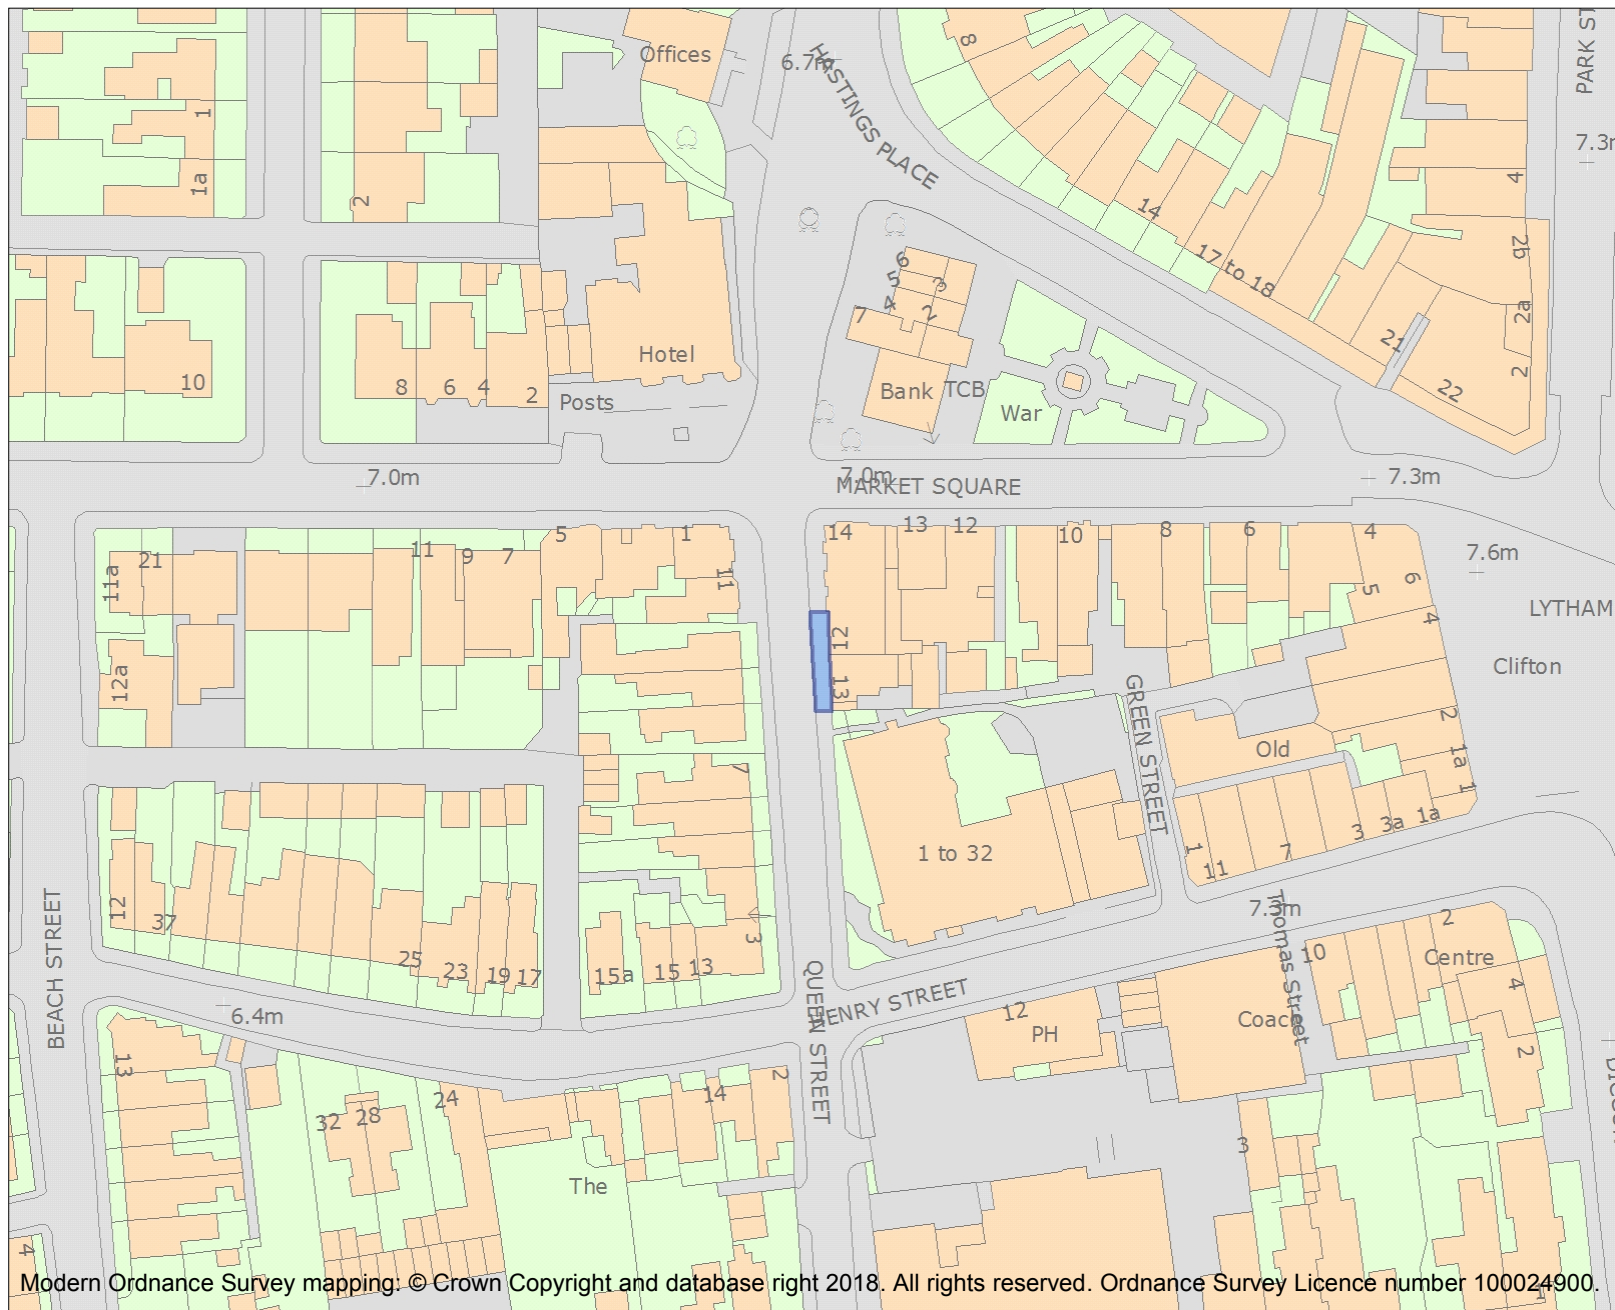 Offices
6.7m
HASTINGS PLACE
8
PARK ST
7.3m
1
1a
2
14
17 to 18
4
2b
2a
2
21
22
6
5
4
3
2
7
Hotel
Bank
TCB
War
10
8
6
4
2
Posts
7.0m
7.0m
MARKET SQUARE
7.3m
5
1
11
14
13
12
10
8
6
4
7.6m
11a
21
11
9
7
6
5
4
LYTHAM
12
13
Clifton
12a
GREEN STREET
2
1a
1
Old
7
1 to 32
3
3a
1a
1
11
7
BEACH STREET
12
37
25
23
19
17
15a
15
13
3
7.3m
Thomas Street
10
2
Centre
4
QUEEN STREET
HENRY STREET
6.4m
12
PH
Coach
2
13
32
28
24
14
2
3
The
4
Modern Ordnance Survey mapping: © Crown Copyright and database right 2018. All rights reserved. Ordnance Survey Licence number 100024900.